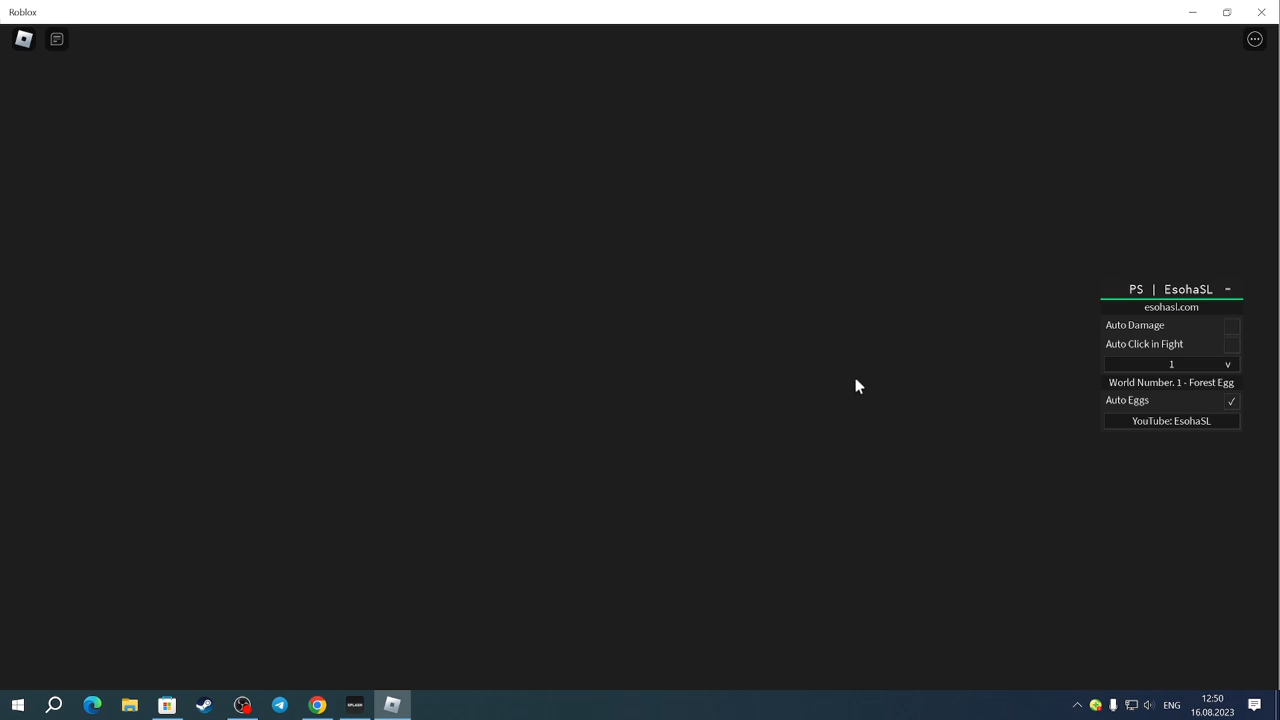 Roblox
PS | EsohaSL -
esohasl.com
Auto Damage
Auto Click in Fight
1 v
World Number. 1 - Forest Egg
Auto Eggs ✓
YouTube: EsohaSL
ENG
12:50
16.08.2023